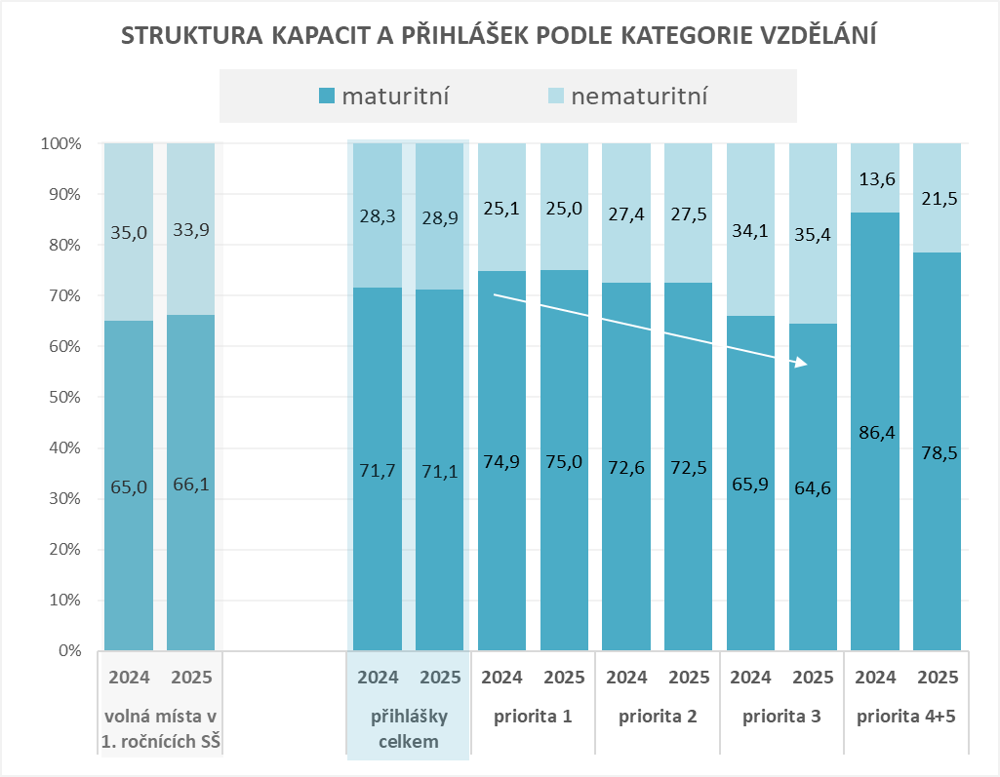 STRUKTURA KAPACIT A PŘIHLÁŠEK PODLE KATEGORIE VZDĚLÁNÍ
maturitní nematuritní
100%
90%
80%
70%
60%
50%
40%
30%
20%
10%
0%
35,0 33,9 28,3 28,9 25,1 25,0 27,4 27,5 34,1 35,4 13,6 21,5
65,0 66,1 71,7 71,1 74,9 75,0 72,6 72,5 65,9 64,6 86,4 78,5
2024 2025 2024 2025 2024 2025 2024 2025 2024 2025 2024 2025
volná místa v
1. ročnících SŠ
přihlášky
celkem
priorita 1
priorita 2
priorita 3
priorita 4+5